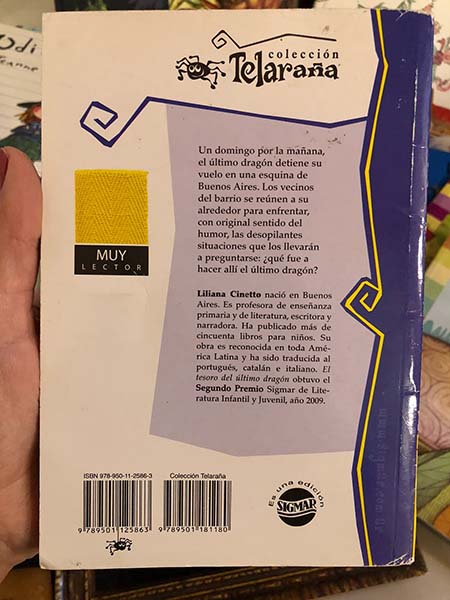 colección
Telaraña
Un domingo por la mañana,
el último dragón detiene su
vuelo en una esquina de
Buenos Aires. Los vecinos
del barrio se reúnen a su
alrededor para enfrentar,
con original sentido del
humor, las desopilantes
situaciones que los llevarán
a preguntarse: ¿qué fue a
hacer allí el último dragón?
MUY
LECTOR
Liliana Cinetto nació en Buenos
Aires. Es profesora de enseñanza
primaria y de literatura, escritora y
narradora. Ha publicado más de
cincuenta libros para niños. Su
obra es reconocida en toda Amé-
rica Latina y ha sido traducida al
portugués, catalán e italiano. El
tesoro del último dragón obtuvo el
Segundo Premio Sigmar de Lite-
ratura Infantil y Juvenil, año 2009.
www.sigmar.com.ar
ISBN 978-950-11-2586-3
9 789501 125863
Colección Telaraña
9 789501 181180
Es una edición
SIGMAR